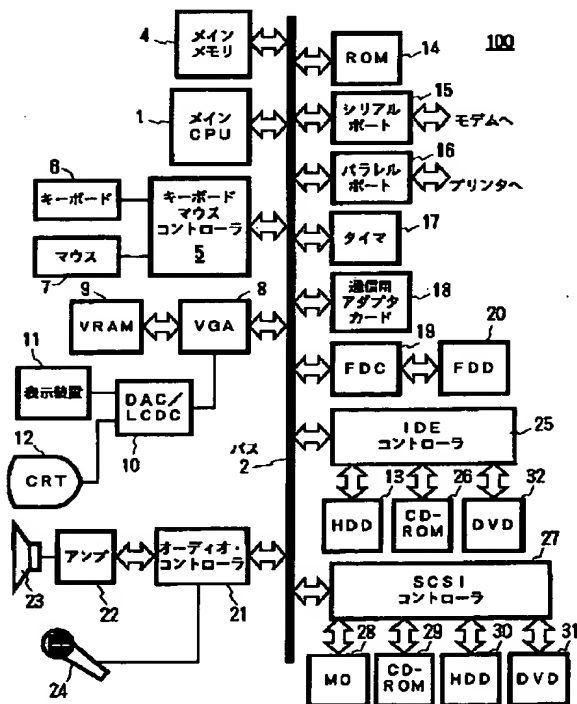 100
4
メイン
メモリ
1
メイン
CPU
6
キーボード
マウス
7
キーボード
マウス
コントローラ
5
9
VRAM
8
VGA
11
表示装置
12
CRT
DAC/
LCDC
10
バス
2
23
アンプ
22
オーディオ・
コントローラ
21
24
ROM
14
15
シリアル
ポート
モデムへ
16
パラレル
ポート
プリンタへ
タイマ
17
通信用
アダプタ
カード
18
19
FDC
20
FDD
IDE
コントローラ
25
13
HDD
26
CD-
ROM
32
DVD
27
SCSI
コントローラ
28
MO
29
CD-
ROM
30
HDD
31
DVD